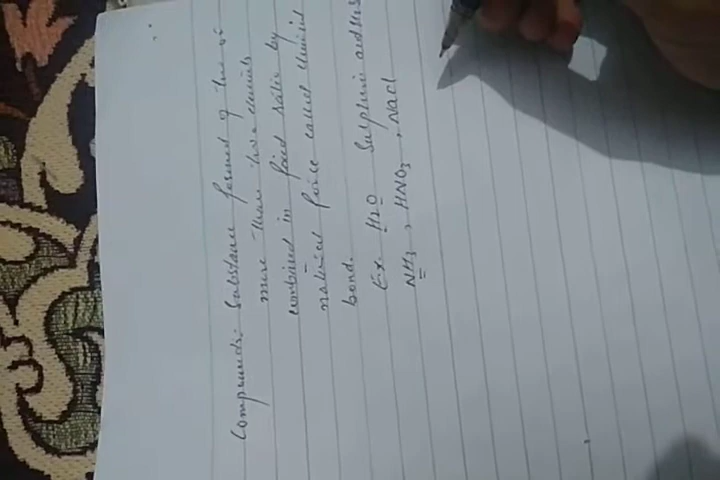 Compounds:- Substance formed of two or
more than two elements
combined in fixed ratio by
natural force called chemical
bond.
Ex. H2O Sulphuric acid
NH3, HNO3, NaCl